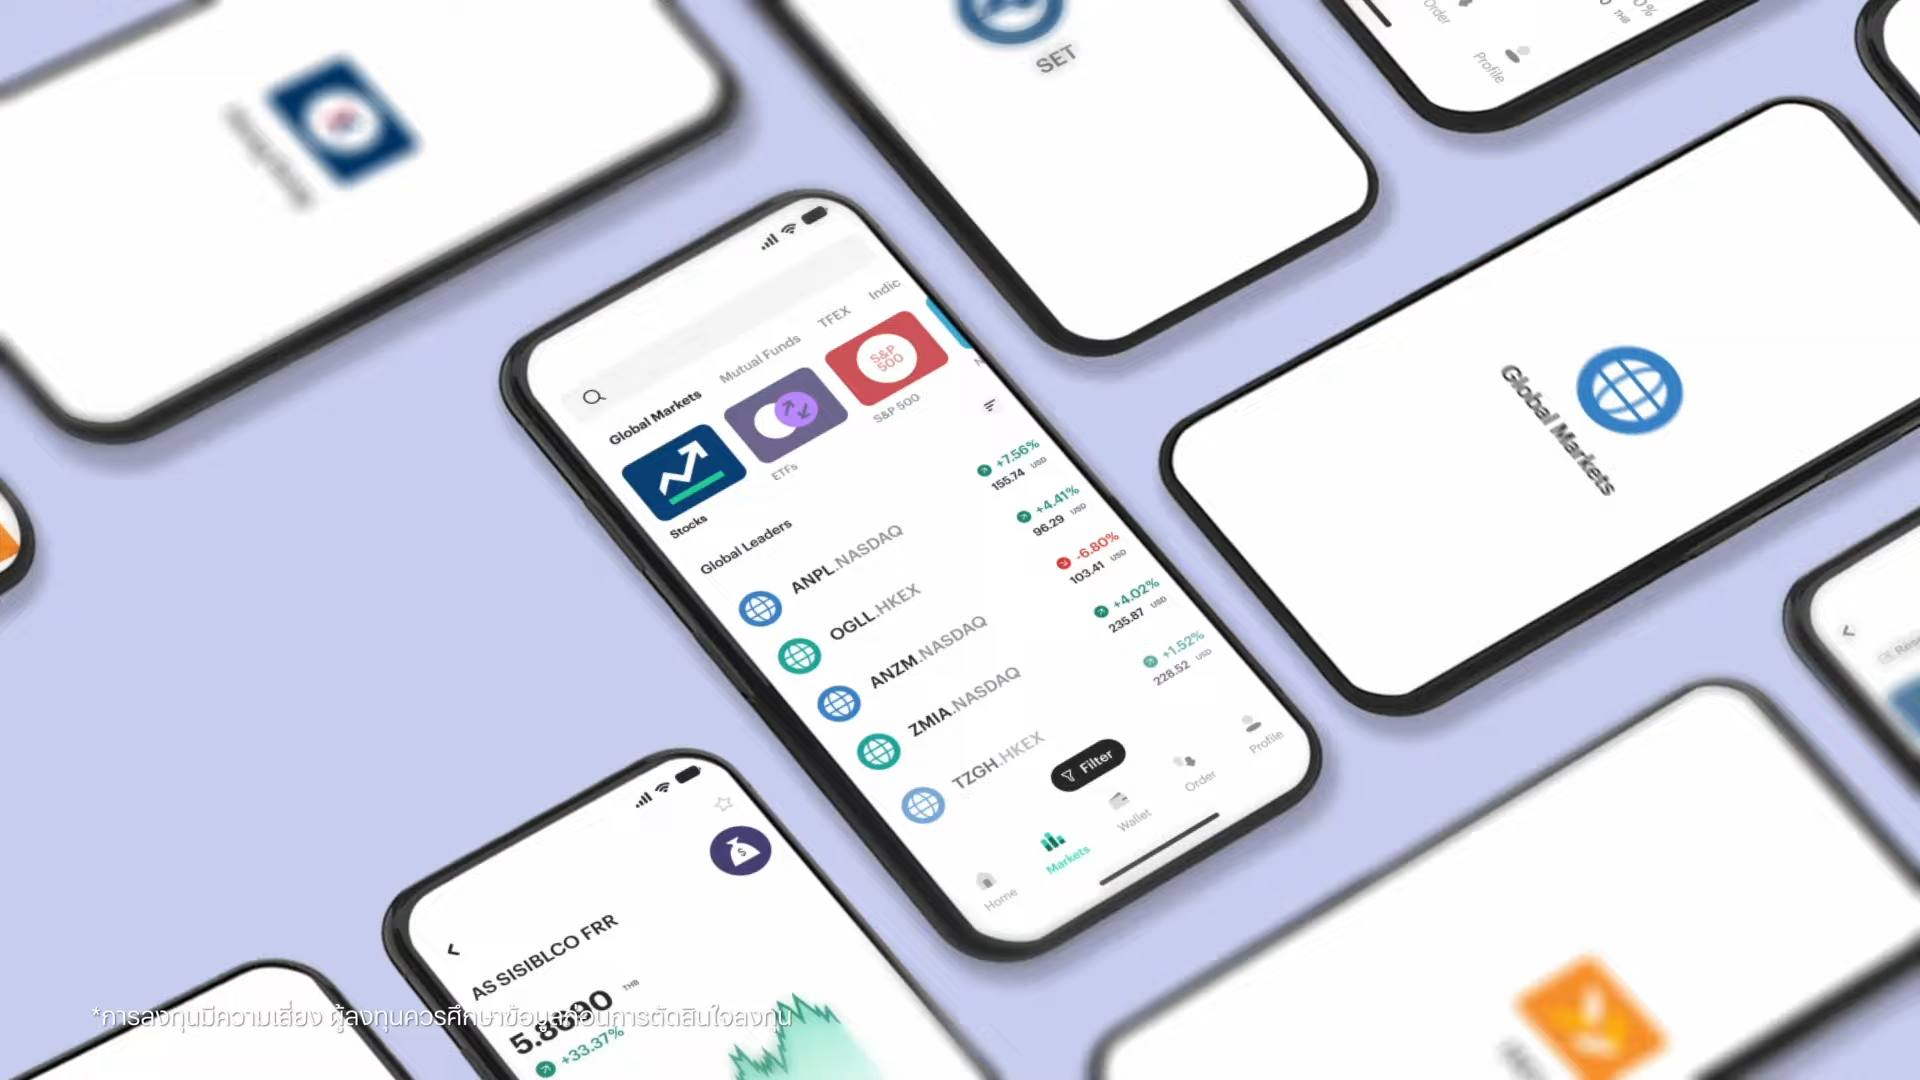 SET
Order
Profile
THB
Global Markets
Mutual Funds
TFEX
Indic
S&P
500
Stocks
ETFs
S&P 500
Global Leaders
ANPL.NASDAQ
+7.56%
155.74 USD
OGLL.HKEX
+4.41%
96.29 USD
ANZM.NASDAQ
-6.80%
103.41 USD
ZMIA.NASDAQ
+4.02%
235.87 USD
TZGH.HKEX
+1.52%
228.52 USD
Filter
Home
Markets
Wallet
Order
Profile
Global Markets
AS SISIBLCO FRR
THB
+33.37%
*การลงทุนมีความเสี่ยง ผู้ลงทุนควรศึกษาข้อมูลก่อนการตัดสินใจลงทุน